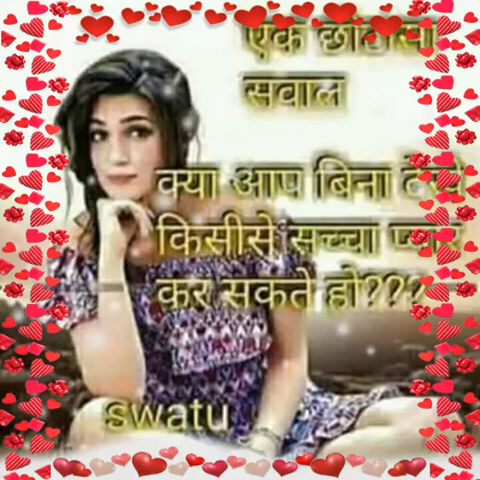 एक छोटासा
सवाल
क्या आप बिना देखे
किसीसे सच्चा प्यार
कर सकते हो???
swatu